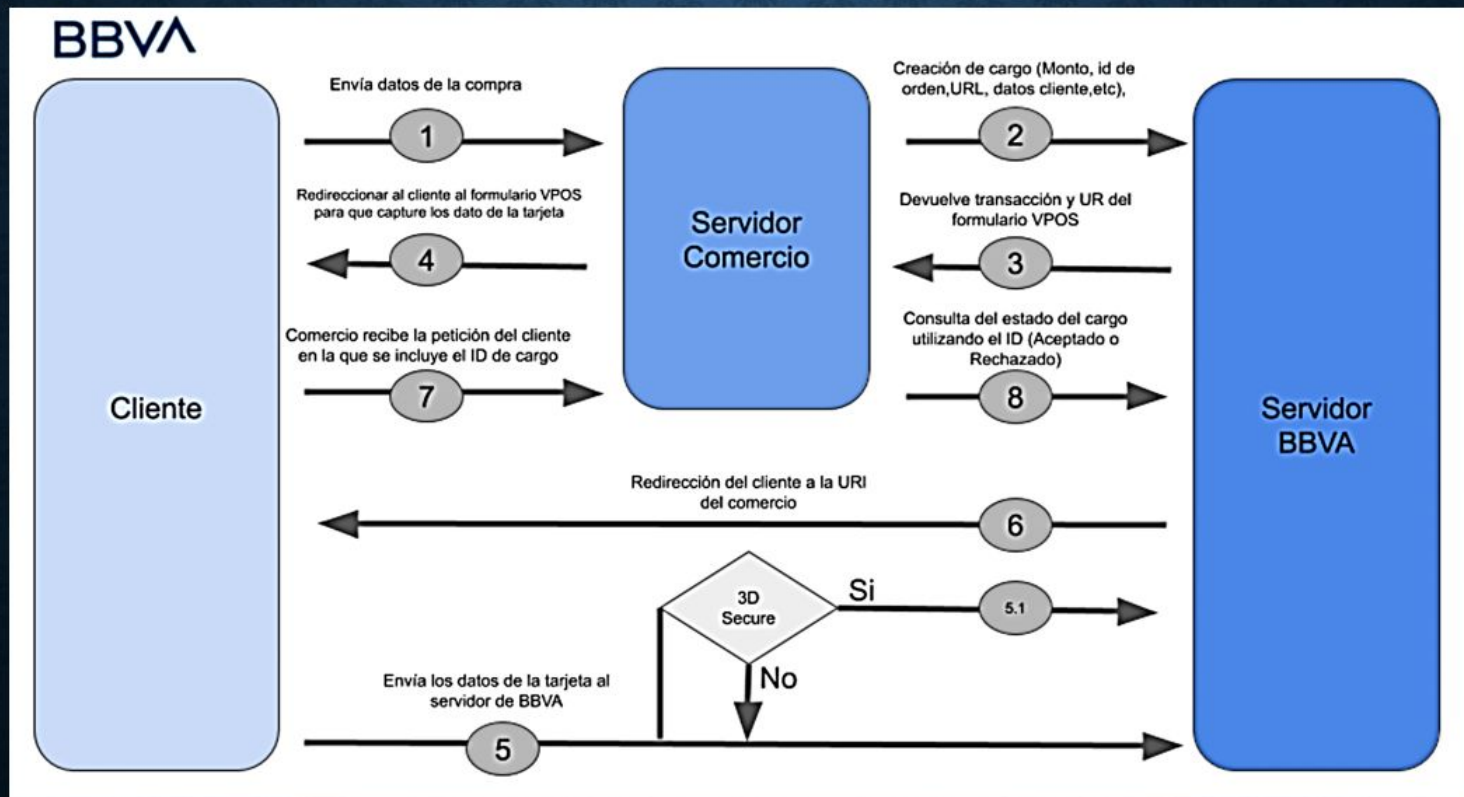 BBVA
Envía datos de la compra
1
Creación de cargo (Monto, id de
orden,URL, datos cliente,etc),
2
Redireccionar al cliente al formulario VPOS
para que capture los dato de la tarjeta
4
Servidor
Comercio
Devuelve transacción y UR del
formulario VPOS
3
Comercio recibe la petición del cliente
en la que se incluye el ID de cargo
7
Consulta del estado del cargo
utilizando el ID (Aceptado o
Rechazado)
8
Cliente
Servidor
BBVA
Redirección del cliente a la URI
del comercio
6
3D
Secure
Si
5.1
No
Envía los datos de la tarjeta al
servidor de BBVA
5